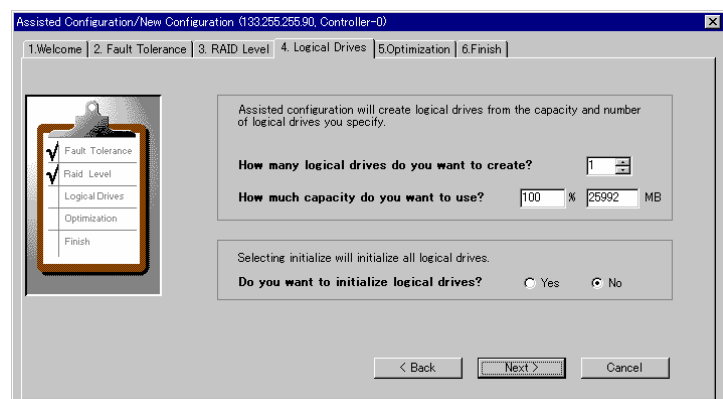 Assisted Configuration/New Configuration (133.255.255.90, Controller-0)
1.Welcome 2. Fault Tolerance 3. RAID Level 4. Logical Drives 5.Optimization 6.Finish
Fault Tolerance
Raid Level
Logical Drives
Optimization
Finish
Assisted configuration will create logical drives from the capacity and number
of logical drives you specify.
How many logical drives do you want to create? 1
How much capacity do you want to use? 100 % 25992 MB
Selecting initialize will initialize all logical drives.
Do you want to initialize logical drives? Yes No
< Back Next > Cancel